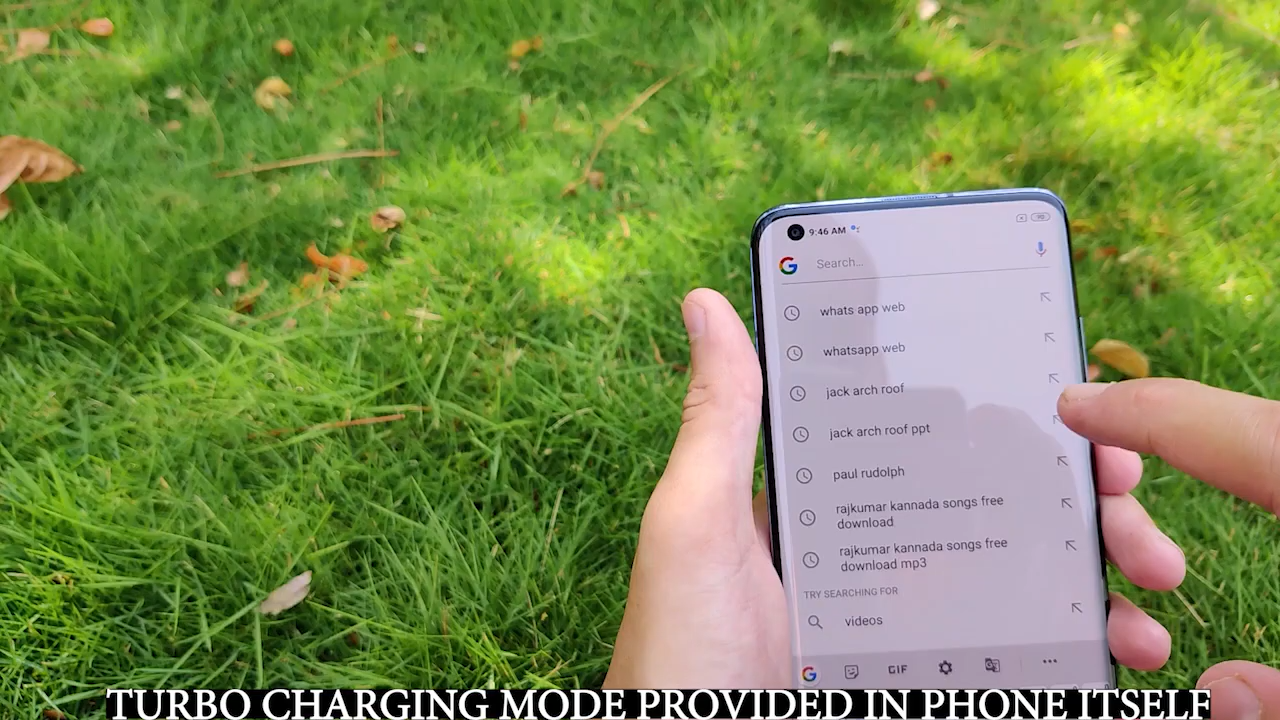 9:46 AM
Search...
whats app web
whatsapp web
jack arch roof
jack arch roof ppt
paul rudolph
rajkumar kannada songs free
download
rajkumar kannada songs free
download mp3
TRY SEARCHING FOR
videos
GIF
TURBO CHARGING MODE PROVIDED IN PHONE ITSELF